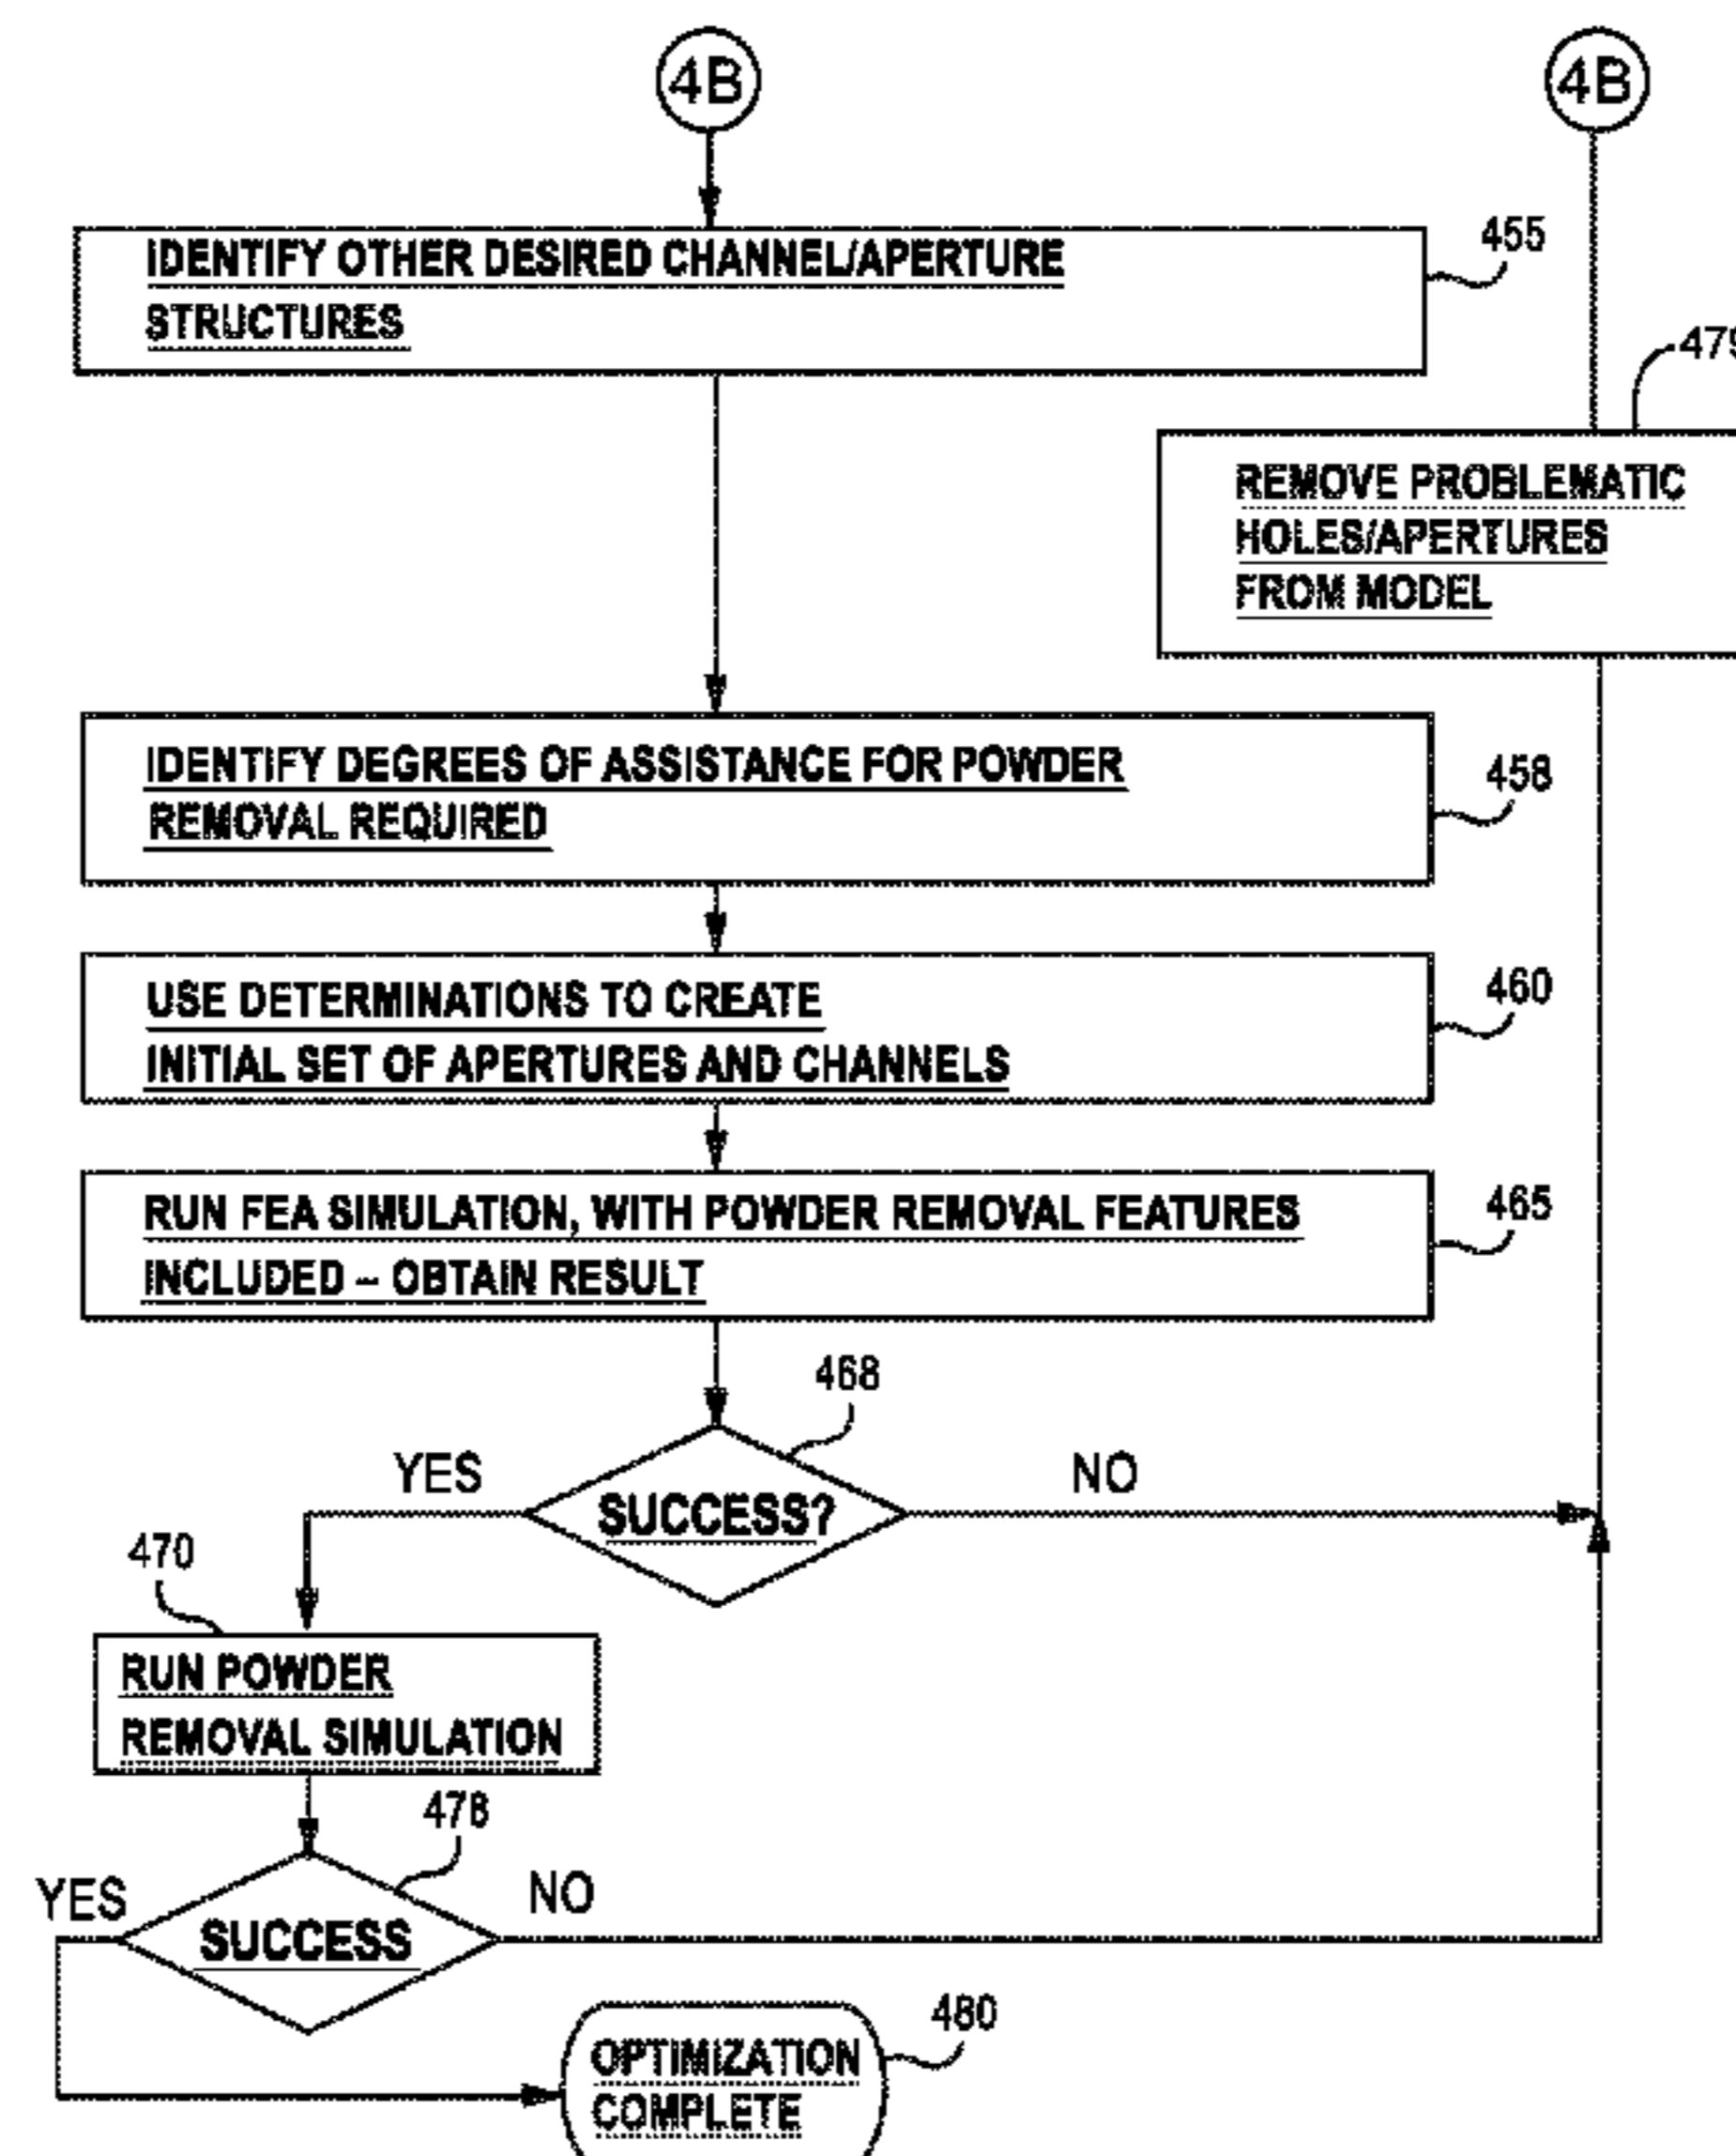 4B
4B
IDENTIFY OTHER DESIRED CHANNEL/APERTURE
STRUCTURES
455
479
REMOVE PROBLEMATIC
HOLES/APERTURES
FROM MODEL
IDENTIFY DEGREES OF ASSISTANCE FOR POWDER
REMOVAL REQUIRED
458
USE DETERMINATIONS TO CREATE
INITIAL SET OF APERTURES AND CHANNELS
460
RUN FEA SIMULATION, WITH POWDER REMOVAL FEATURES
INCLUDED – OBTAIN RESULT
465
468
YES
SUCCESS?
NO
470
RUN POWDER
REMOVAL SIMULATION
478
YES
SUCCESS
NO
480
OPTIMIZATION
COMPLETE